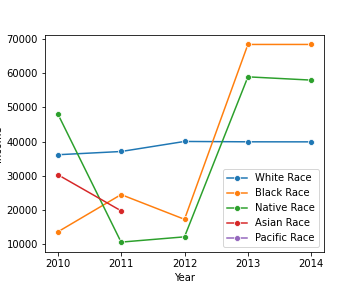 70000
60000
50000
40000
30000
20000
10000
2010 2011 2012 2013 2014
Year
White Race
Black Race
Native Race
Asian Race
Pacific Race